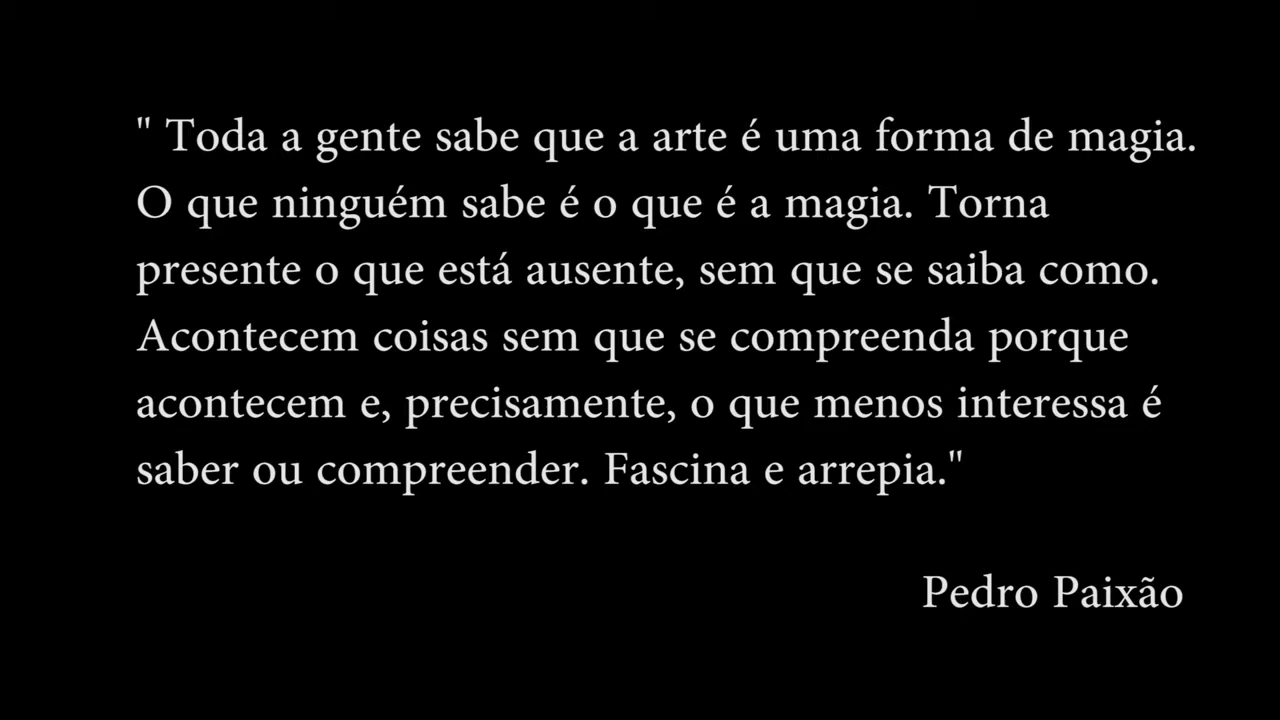 " Toda a gente sabe que a arte é uma forma de magia.
O que ninguém sabe é o que é a magia. Torna
presente o que está ausente, sem que se saiba como.
Acontecem coisas sem que se compreenda porque
acontecem e, precisamente, o que menos interessa é
saber ou compreender. Fascina e arrepia."
Pedro Paixão